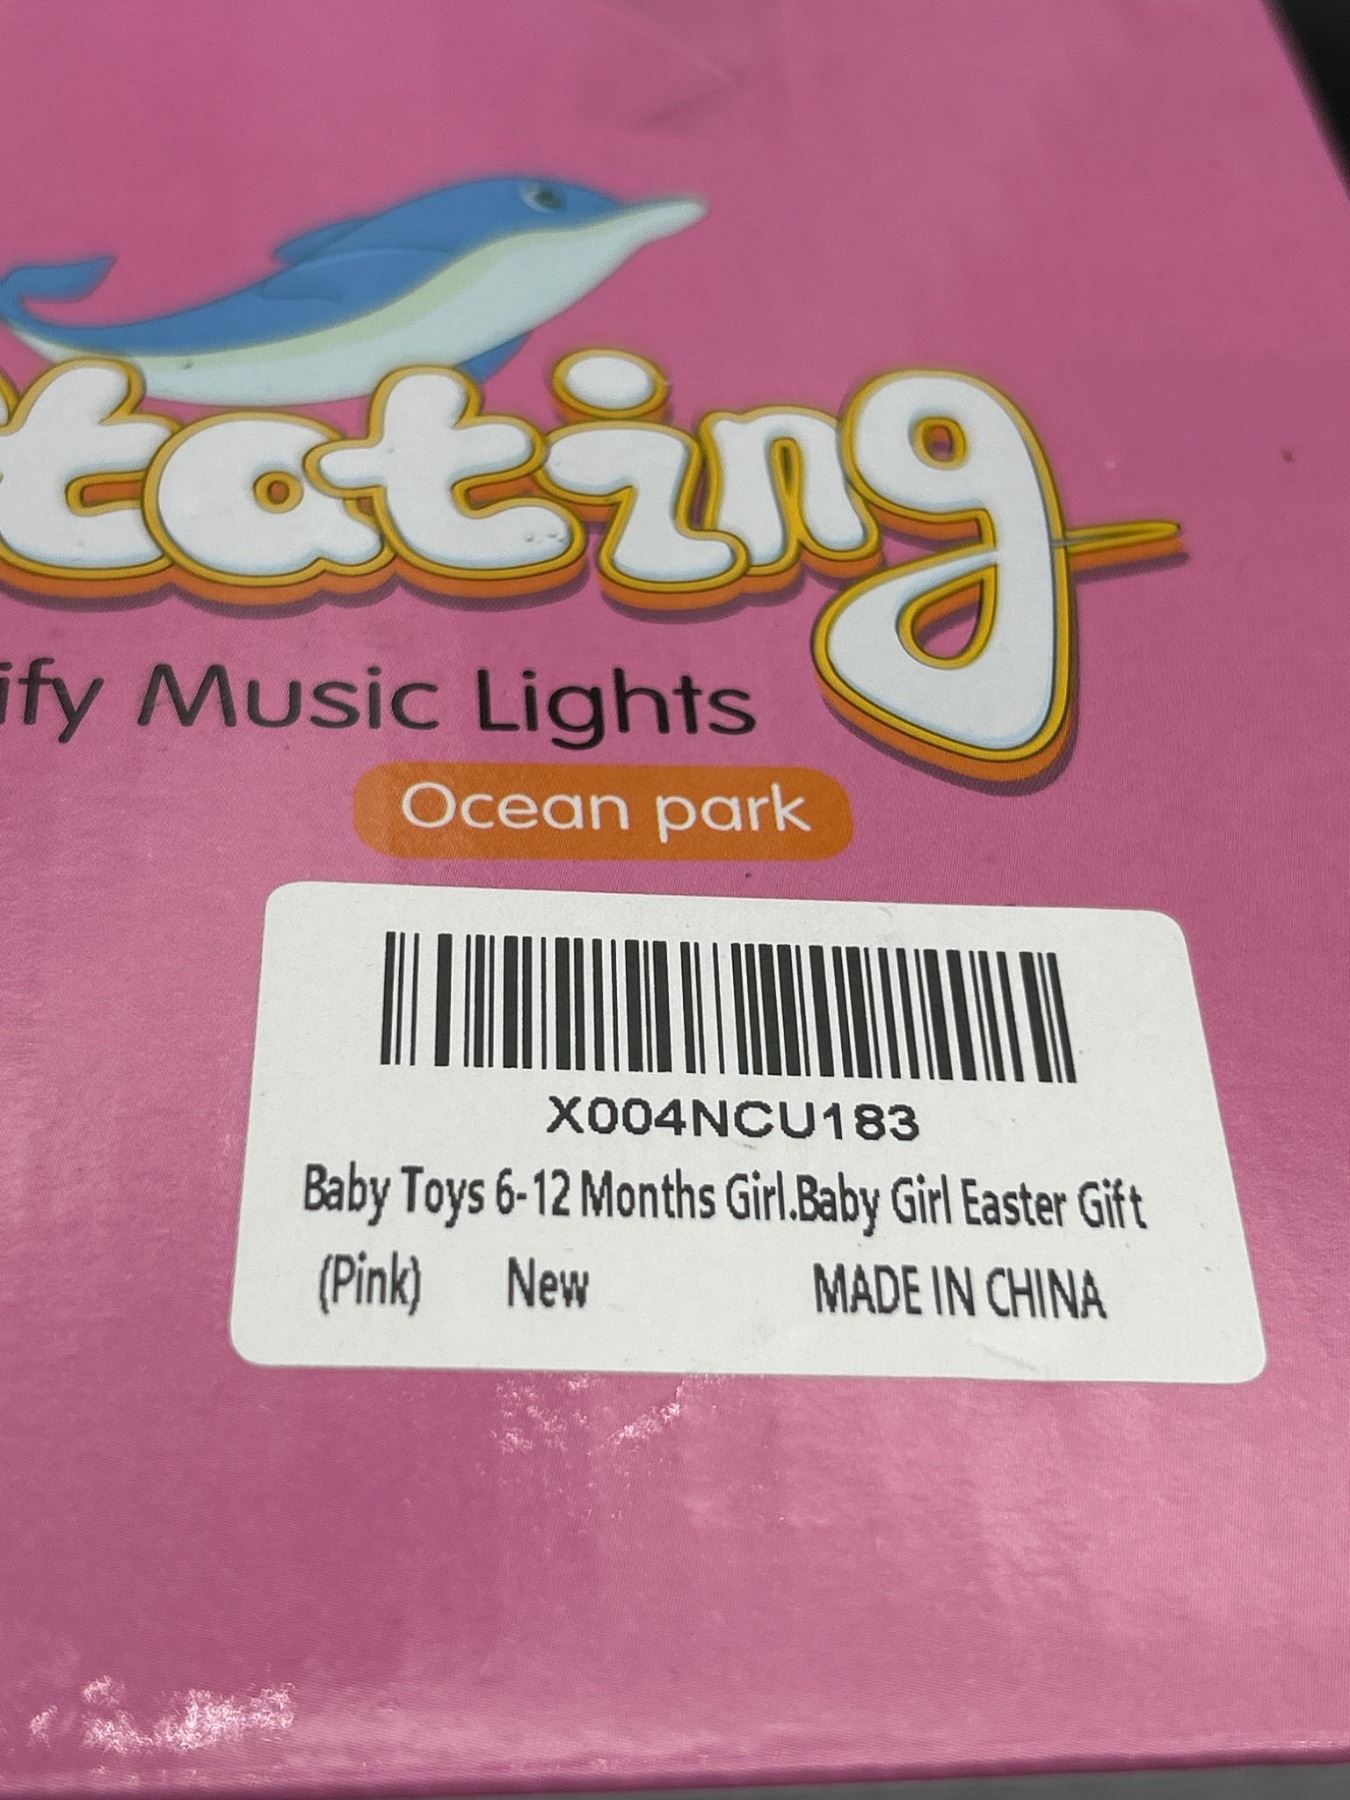 tating
ify Music Lights
Ocean park
X004NCU183
Baby Toys 6-12 Months Girl.Baby Girl Easter Gift
(Pink) New MADE IN CHINA